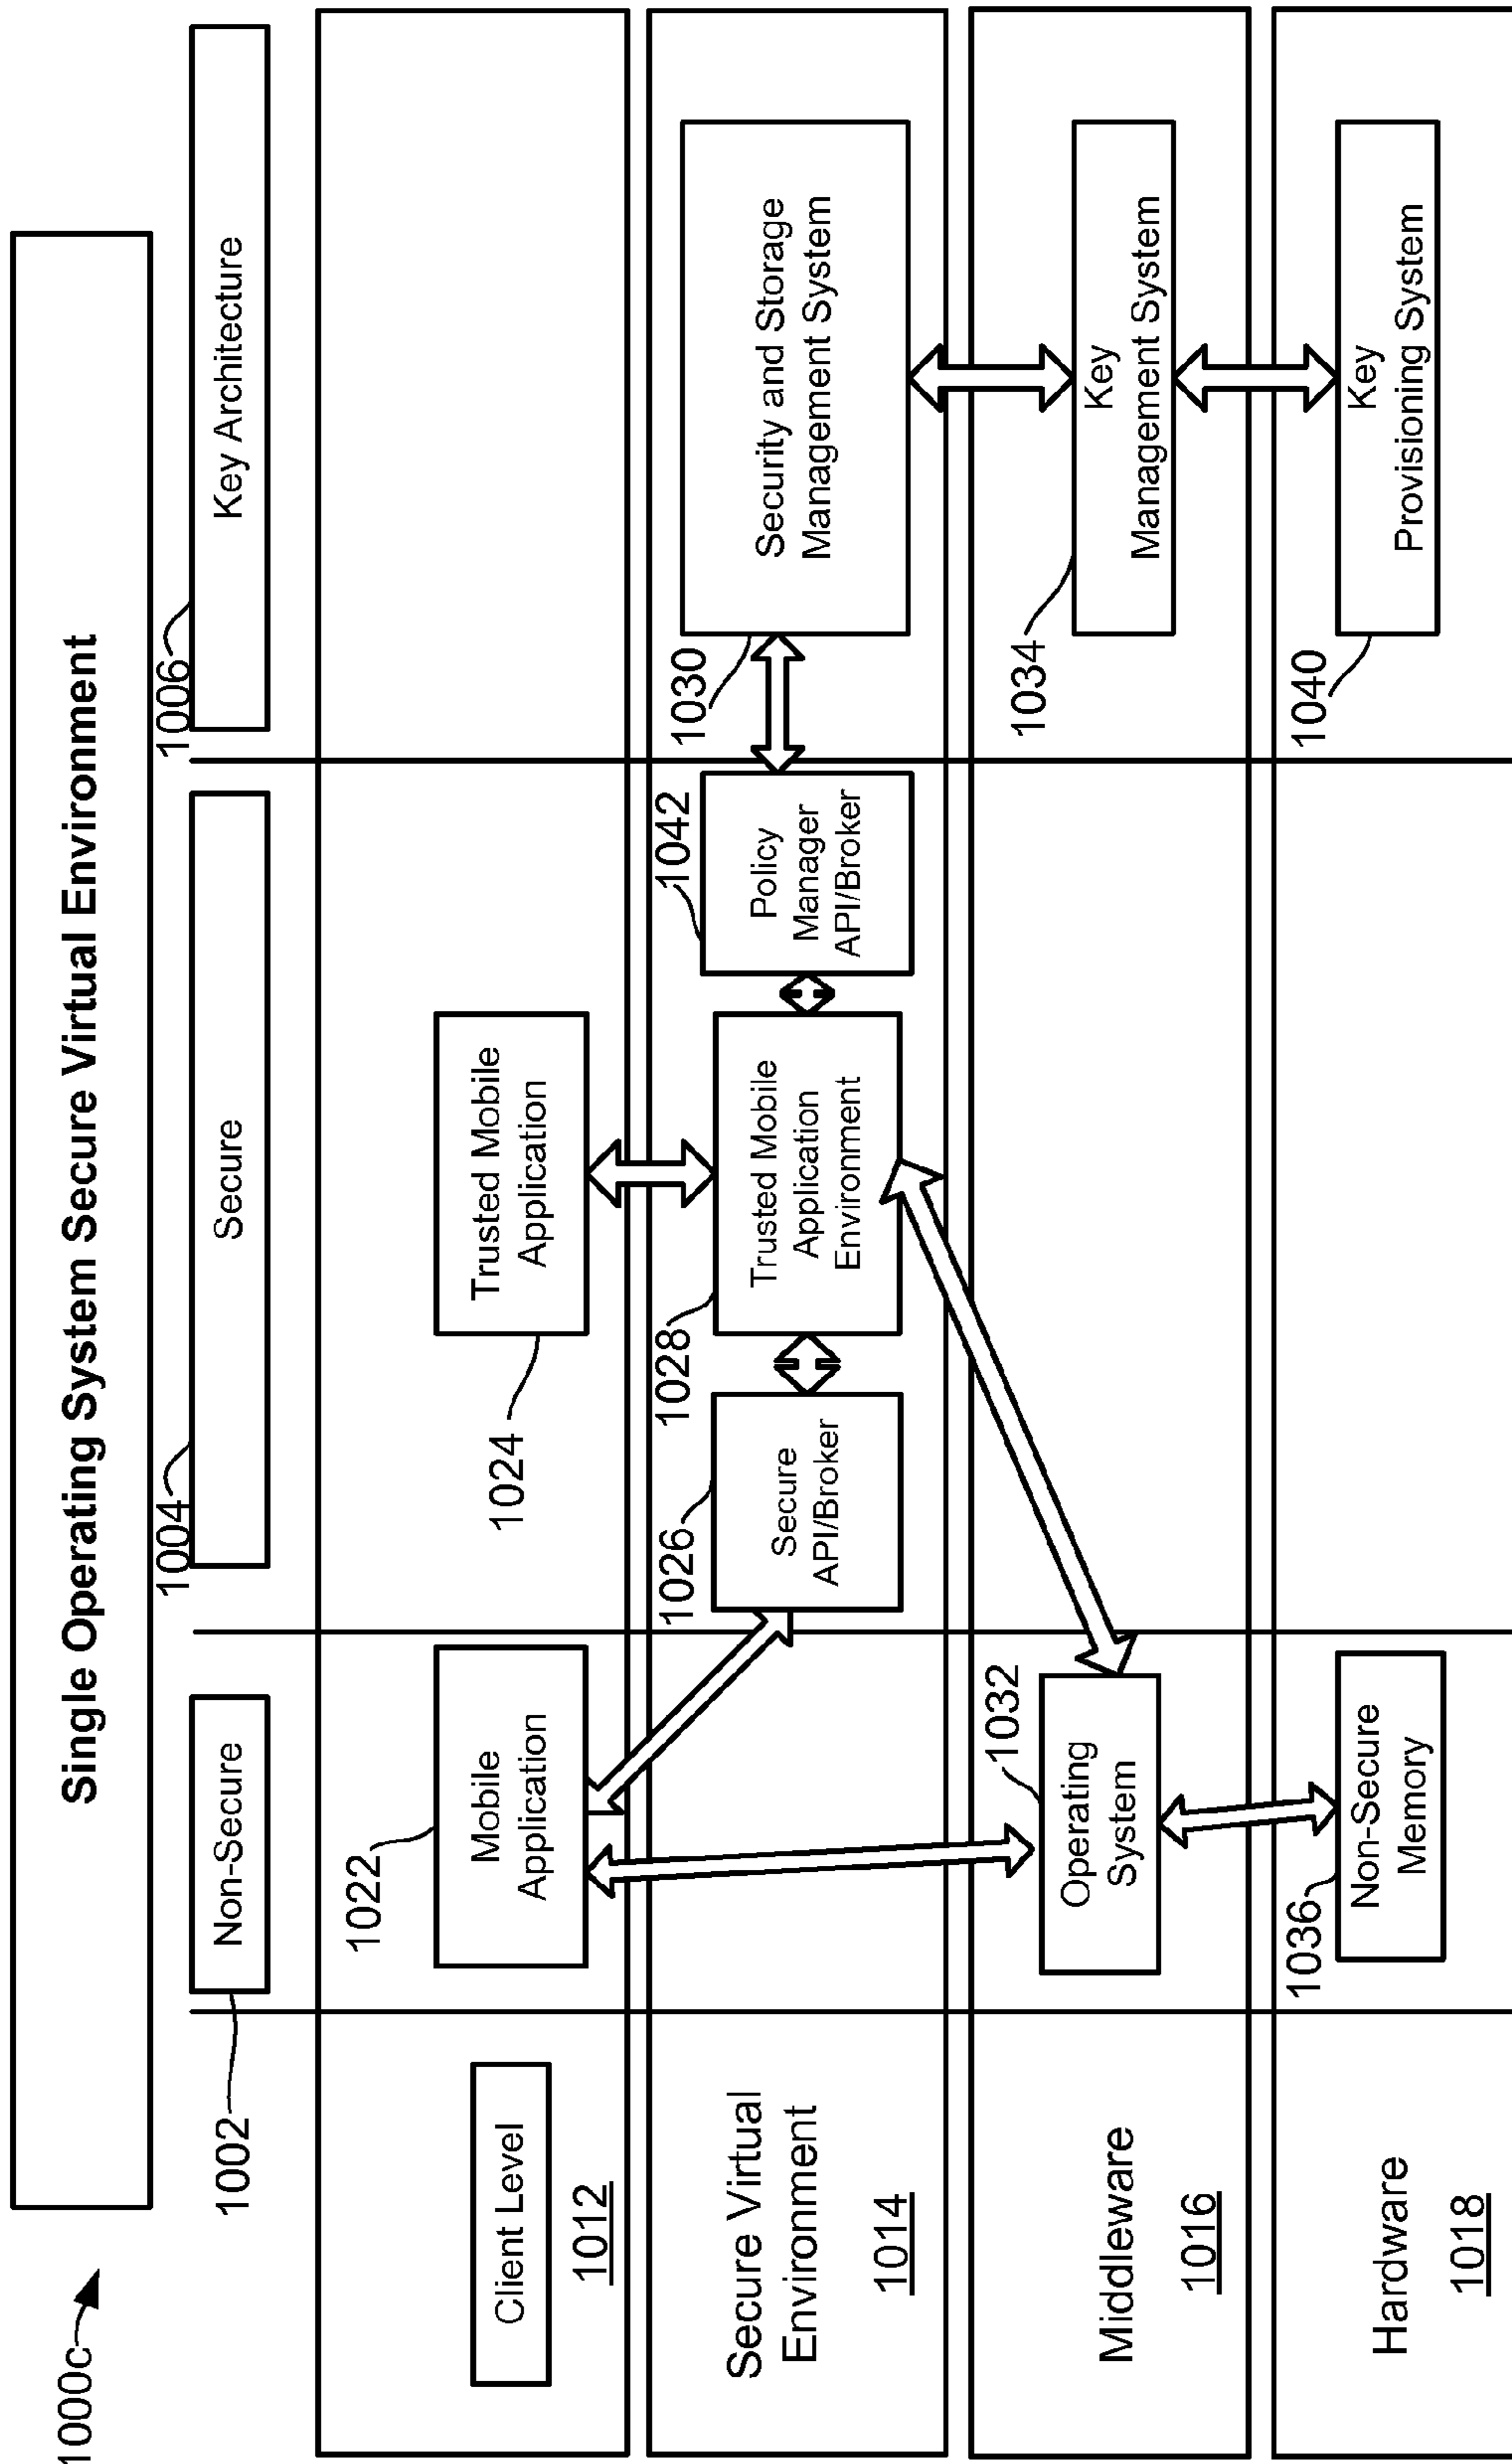 1000c
Single Operating System Secure Virtual Environment
1002
Non-Secure
1004
Secure
1006
Key Architecture
Client Level
1012
1022
Mobile
Application
1024
Trusted Mobile
Application
Secure Virtual
Environment
1014
1026
Secure
API/Broker
1028
Trusted Mobile
Application
Environment
1042
Policy
Manager
API/Broker
1030
Security and Storage
Management System
Middleware
1016
1032
Operating
System
1034
Key
Management System
Hardware
1018
1036
Non-Secure
Memory
1040
Key
Provisioning System